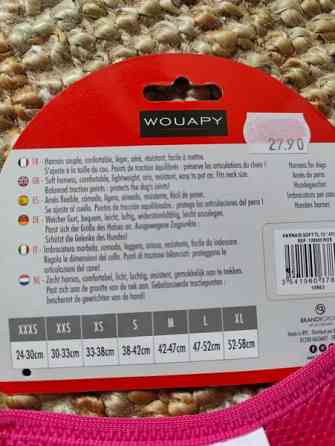 WOUAPY
27.90
FR - Harnais simple, confortable, léger, aéré, résistant, facile à mettre.
S'ajuste à la taille du cou. Points de traction équilibrés : préserve les articulations du chien !
GB - Soft harness, comfortable, lightweight, airy, resistant, easy to put on. Fits neck size.
Balanced traction points : protects the dog's joints!
ES - Arnés flexible, cómodo, ligero, aireado, resistente, fácil de poner.
Se ajusta al cuello. Puntos de tracción equilibrados : protege las articulaciones del perro !
DE - Weicher Gurt, bequem, leicht, luftig, widerstandsfähig, leicht anzulegen.
Passt sich der Größe des Halses an. Ausgewogene Zugpunkte :
Schützt die Gelenke des Hundes!
IT - Imbracatura morbida, comoda, leggera, ariosa, resistente, facile da indossare
Regola le dimensioni del collo. Punti di trazione bilanciati :
delle articolazioni del cane !
NL - Zacht harnas, comfortabel, licht, luchtig, resistent, gemakkelijk aan te trekken.
Past zich aan de grootte van de nek aan. Gebalanceerde tractiepunten :
beschermt de gewrichten van de hond!
Harness for dogs
Arnés de perro
Hundegeschirr
Imbracatura per cani
XXXS XXS XS S M L XL
24-30cm 30-33cm 33-38cm 38-42cm 42-47cm 47-52cm 52-58cm